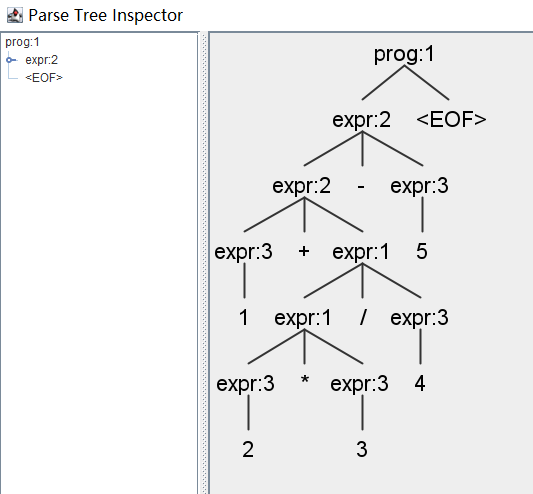 Parse Tree Inspector
prog:1
expr:2
<EOF>
prog:1
expr:2 <EOF>
expr:2 - expr:3
expr:3 + expr:1 5
1 expr:1 / expr:3
expr:3 * expr:3 4
2 3